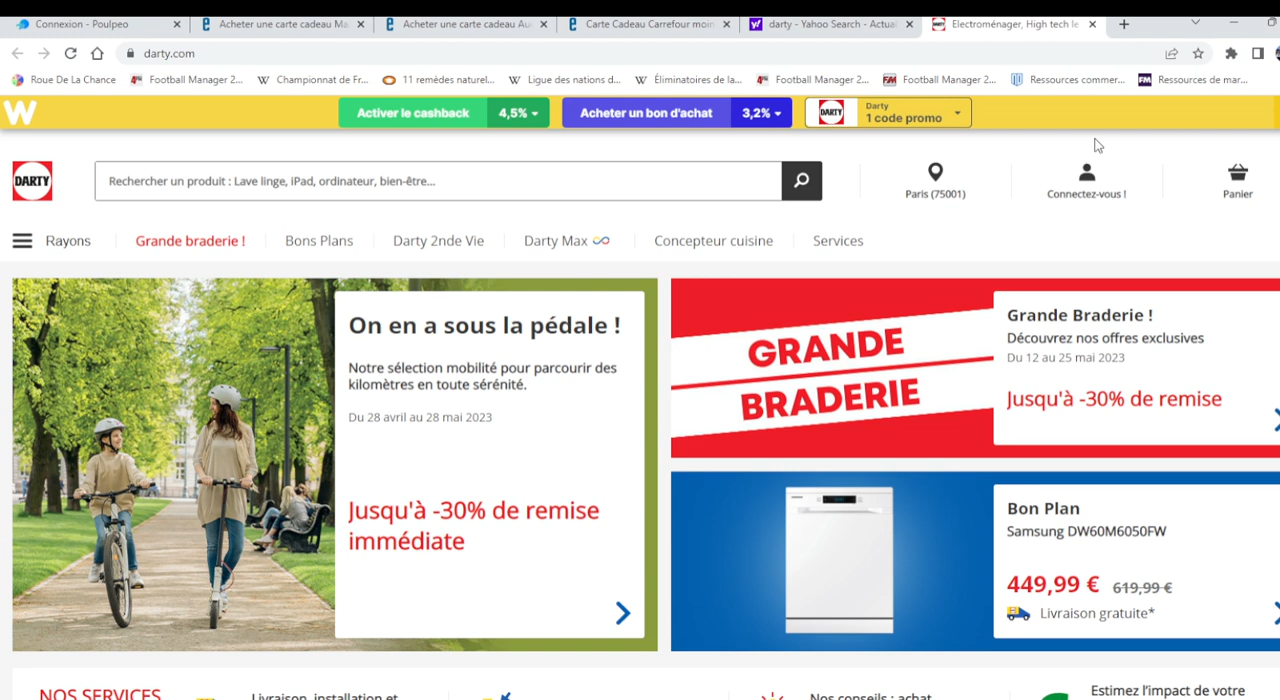 Connexion - Poulpeo
Acheter une carte cadeau Ma
Acheter une carte cadeau Au
Carte Cadeau Carrefour moin
darty - Yahoo Search - Actual
Electroménager, High tech le
darty.com
Roue De La Chance
Football Manager 2...
Championnat de Fr...
11 remèdes naturel...
Ligue des nations d...
Éliminatoires de la...
Football Manager 2...
Football Manager 2...
Ressources commer...
Ressources de mar...
W
Activer le cashback 4,5%
Acheter un bon d'achat 3,2%
DARTY
Darty
1 code promo
DARTY
Rechercher un produit : Lave linge, iPad, ordinateur, bien-être...
Paris (75001)
Connectez-vous !
Panier
Rayons
Grande braderie !
Bons Plans
Darty 2nde Vie
Darty Max
Concepteur cuisine
Services
On en a sous la pédale !
Notre sélection mobilité pour parcourir des
kilomètres en toute sérénité.
Du 28 avril au 28 mai 2023
Jusqu'à -30% de remise
immédiate
GRANDE
BRADERIE
Grande Braderie !
Découvrez nos offres exclusives
Du 12 au 25 mai 2023
Jusqu'à -30% de remise
Bon Plan
Samsung DW60M6050FW
449,99 € 619,99 €
Livraison gratuite*
NOS SERVICES
Livraison, installation et
Nos conseils : achat
Estimez l'impact de votre